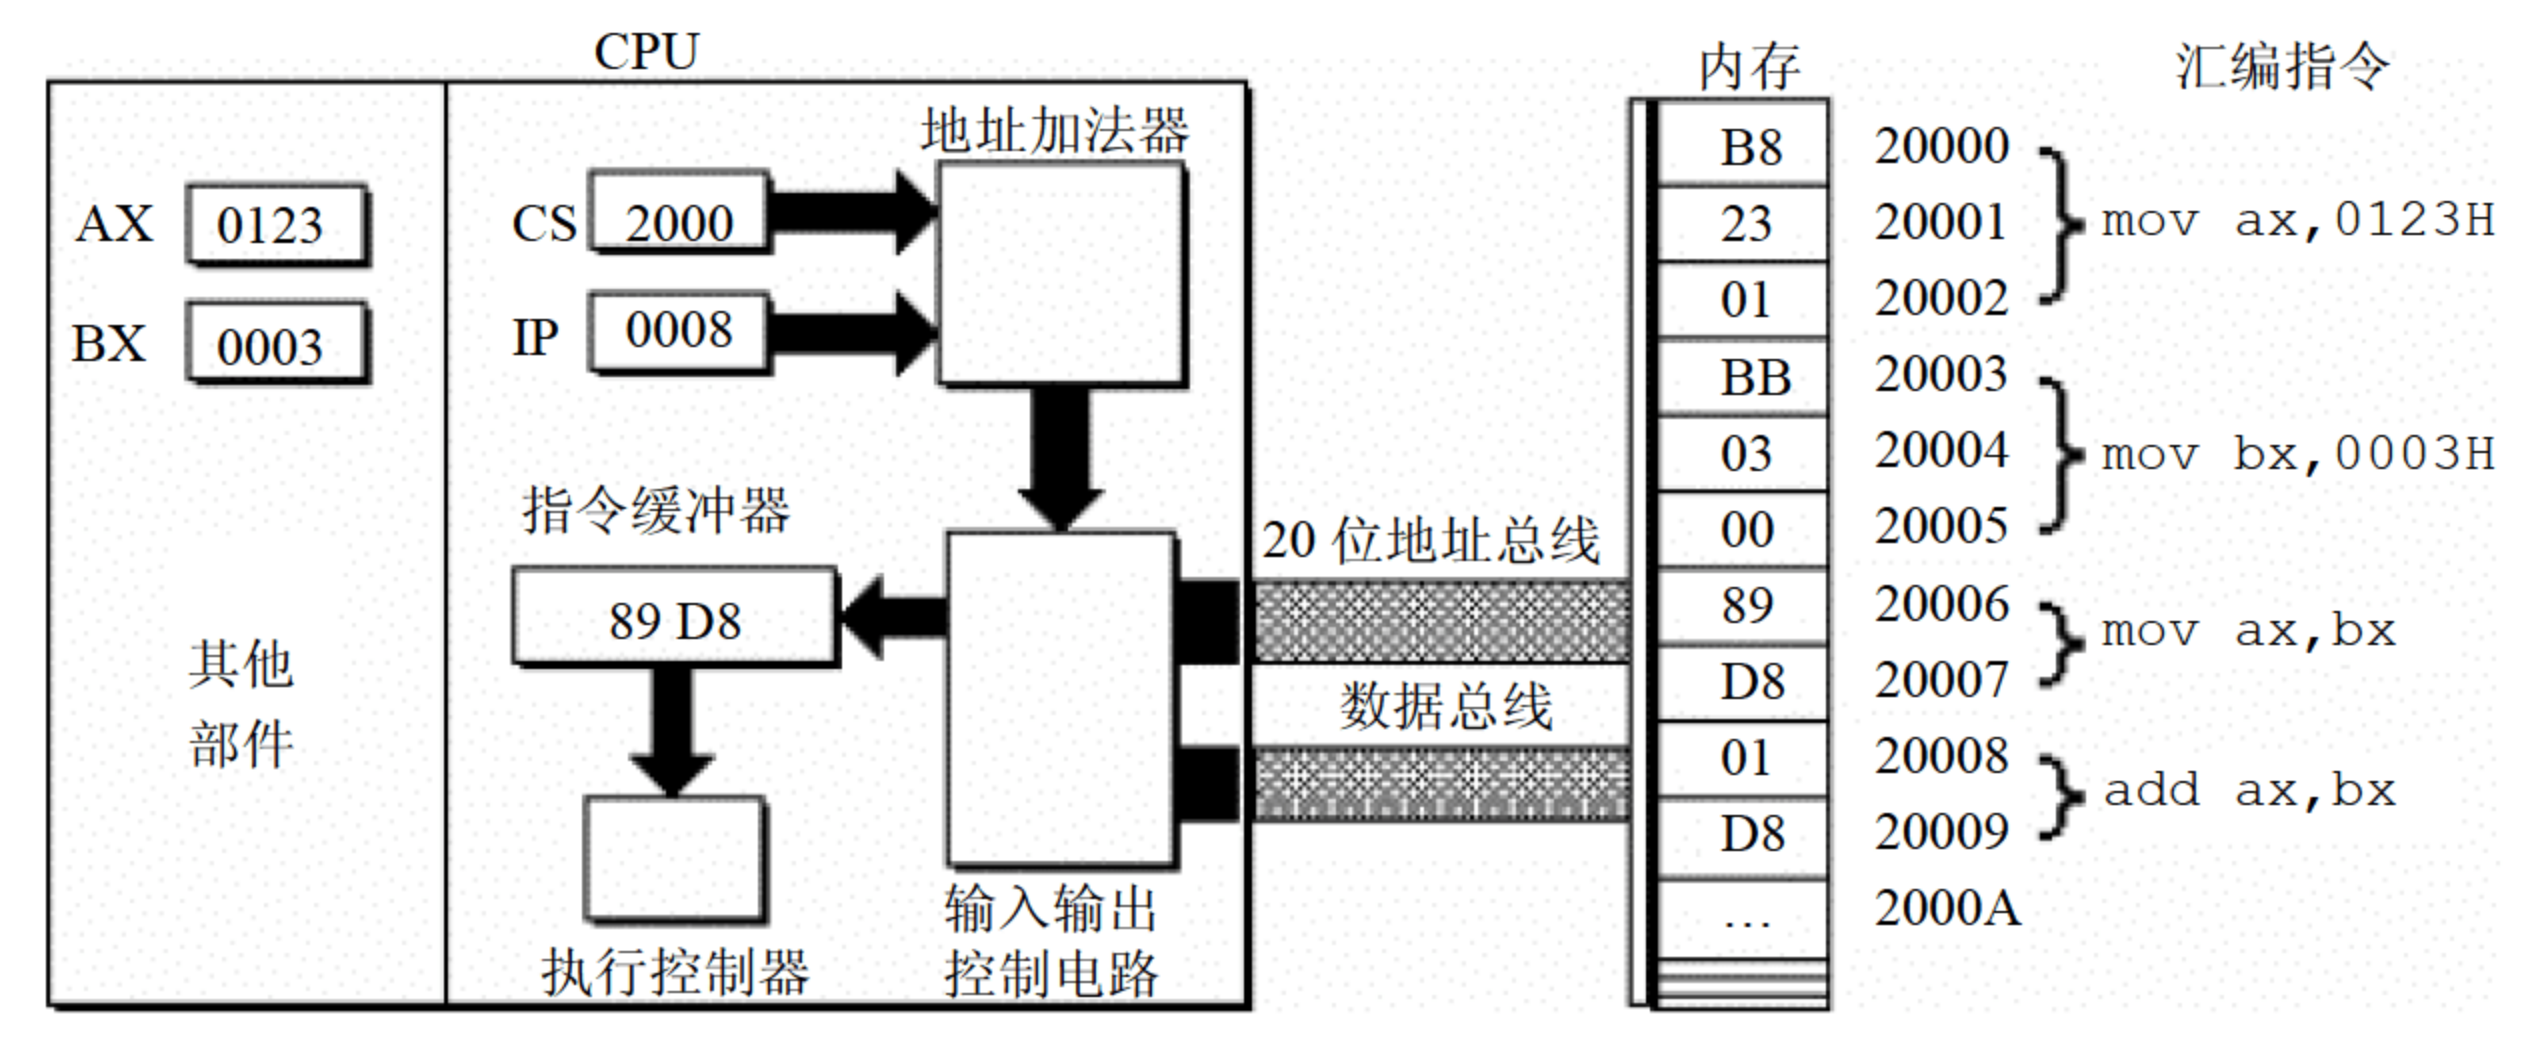 CPU
内存
汇编指令
地址加法器
AX 0123
CS 2000
BX 0003
IP 0008
指令缓冲器
89 D8
其他
部件
执行控制器
输入输出
控制电路
20 位地址总线
数据总线
B8 20000
23 20001 mov ax,0123H
01 20002
BB 20003
03 20004 mov bx,0003H
00 20005
89 20006
mov ax,bx
D8 20007
01 20008
add ax,bx
D8 20009
… 2000A